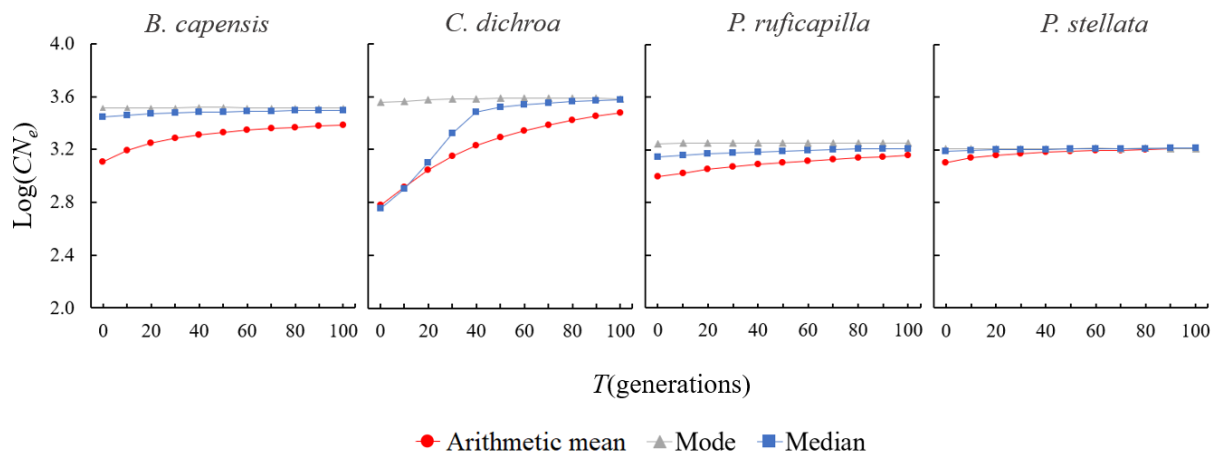 B. capensis C. dichroa P. ruficapilla P. stellata
4.0
3.6
3.2
2.8
2.4
2.0
Log(CNe)
0 20 40 60 80 100 0 20 40 60 80 100 0 20 40 60 80 100 0 20 40 60 80 100
T(generations)
Arithmetic mean Mode Median